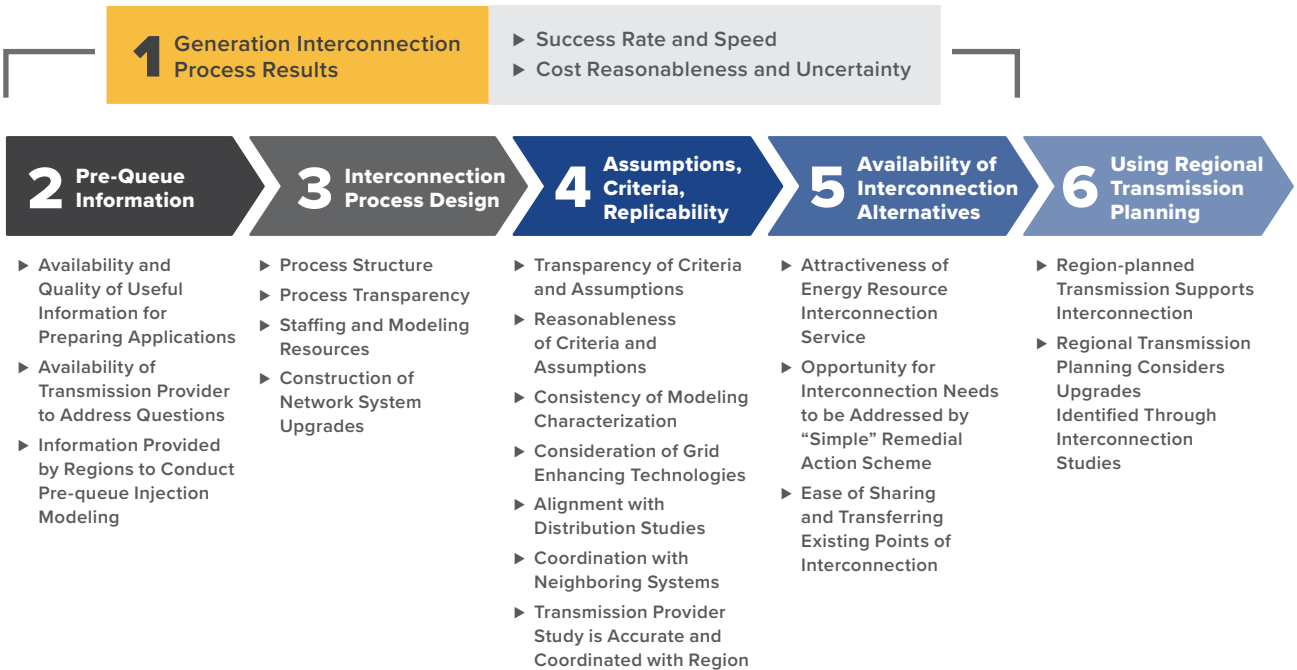 1 Generation Interconnection
Process Results
▶ Success Rate and Speed
▶ Cost Reasonableness and Uncertainty
2 Pre-Queue
Information
▶ Availability and
Quality of Useful
Information for
Preparing Applications
▶ Availability of
Transmission Provider
to Address Questions
▶ Information Provided
by Regions to Conduct
Pre-queue Injection
Modeling
3 Interconnection
Process Design
▶ Process Structure
▶ Process Transparency
▶ Staffing and Modeling
Resources
▶ Construction of
Network System
Upgrades
4 Assumptions,
Criteria,
Replicability
▶ Transparency of Criteria
and Assumptions
▶ Reasonableness
of Criteria and
Assumptions
▶ Consistency of Modeling
Characterization
▶ Consideration of Grid
Enhancing Technologies
▶ Alignment with
Distribution Studies
▶ Coordination with
Neighboring Systems
▶ Transmission Provider
Study is Accurate and
Coordinated with Region
5 Availability of
Interconnection
Alternatives
▶ Attractiveness of
Energy Resource
Interconnection
Service
▶ Opportunity for
Interconnection Needs
to be Addressed by
“Simple” Remedial
Action Scheme
▶ Ease of Sharing
and Transferring
Existing Points of
Interconnection
6 Using Regional
Transmission
Planning
▶ Region-planned
Transmission Supports
Interconnection
▶ Regional Transmission
Planning Considers
Upgrades
Identified Through
Interconnection
Studies